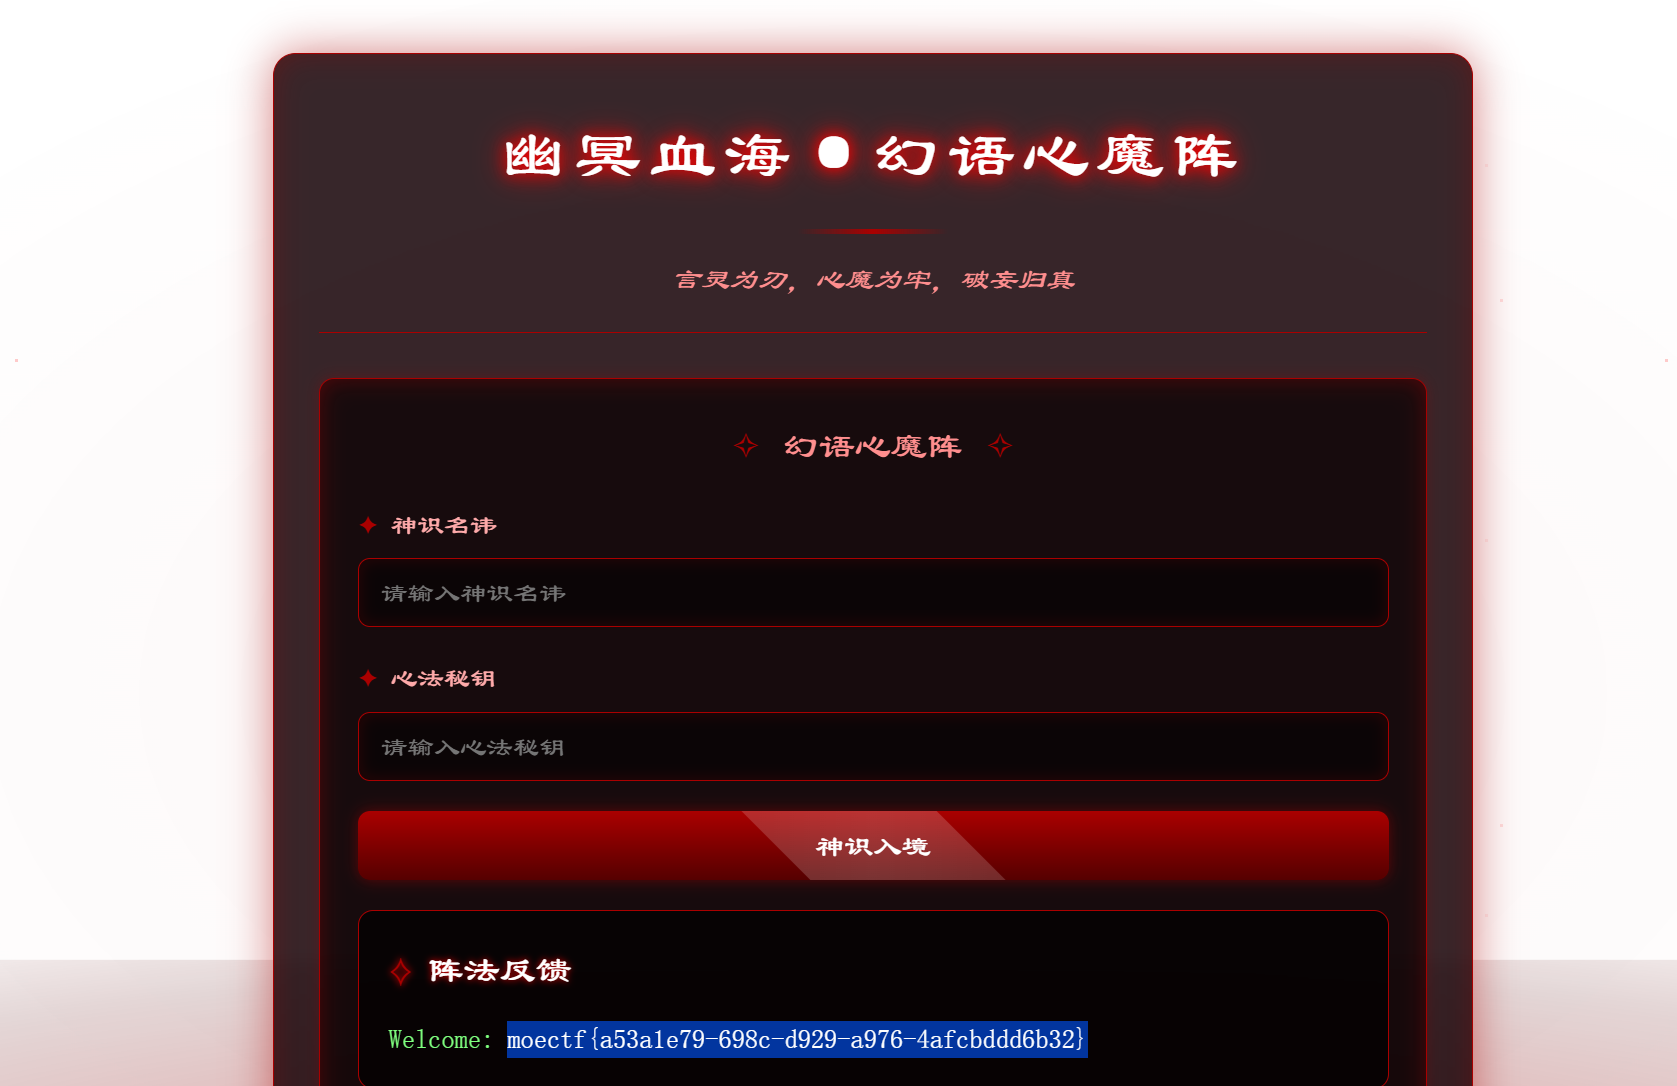 幽冥血海•幻语心魔阵
言灵为刃，心魔为牢，破妄归真
✧ 幻语心魔阵 ✧
✦ 神识名讳
请输入神识名讳
✦ 心法秘钥
请输入心法秘钥
神识入境
✧ 阵法反馈
Welcome: moectf{a53a1e79-698c-d929-a976-4afcbddd6b32}